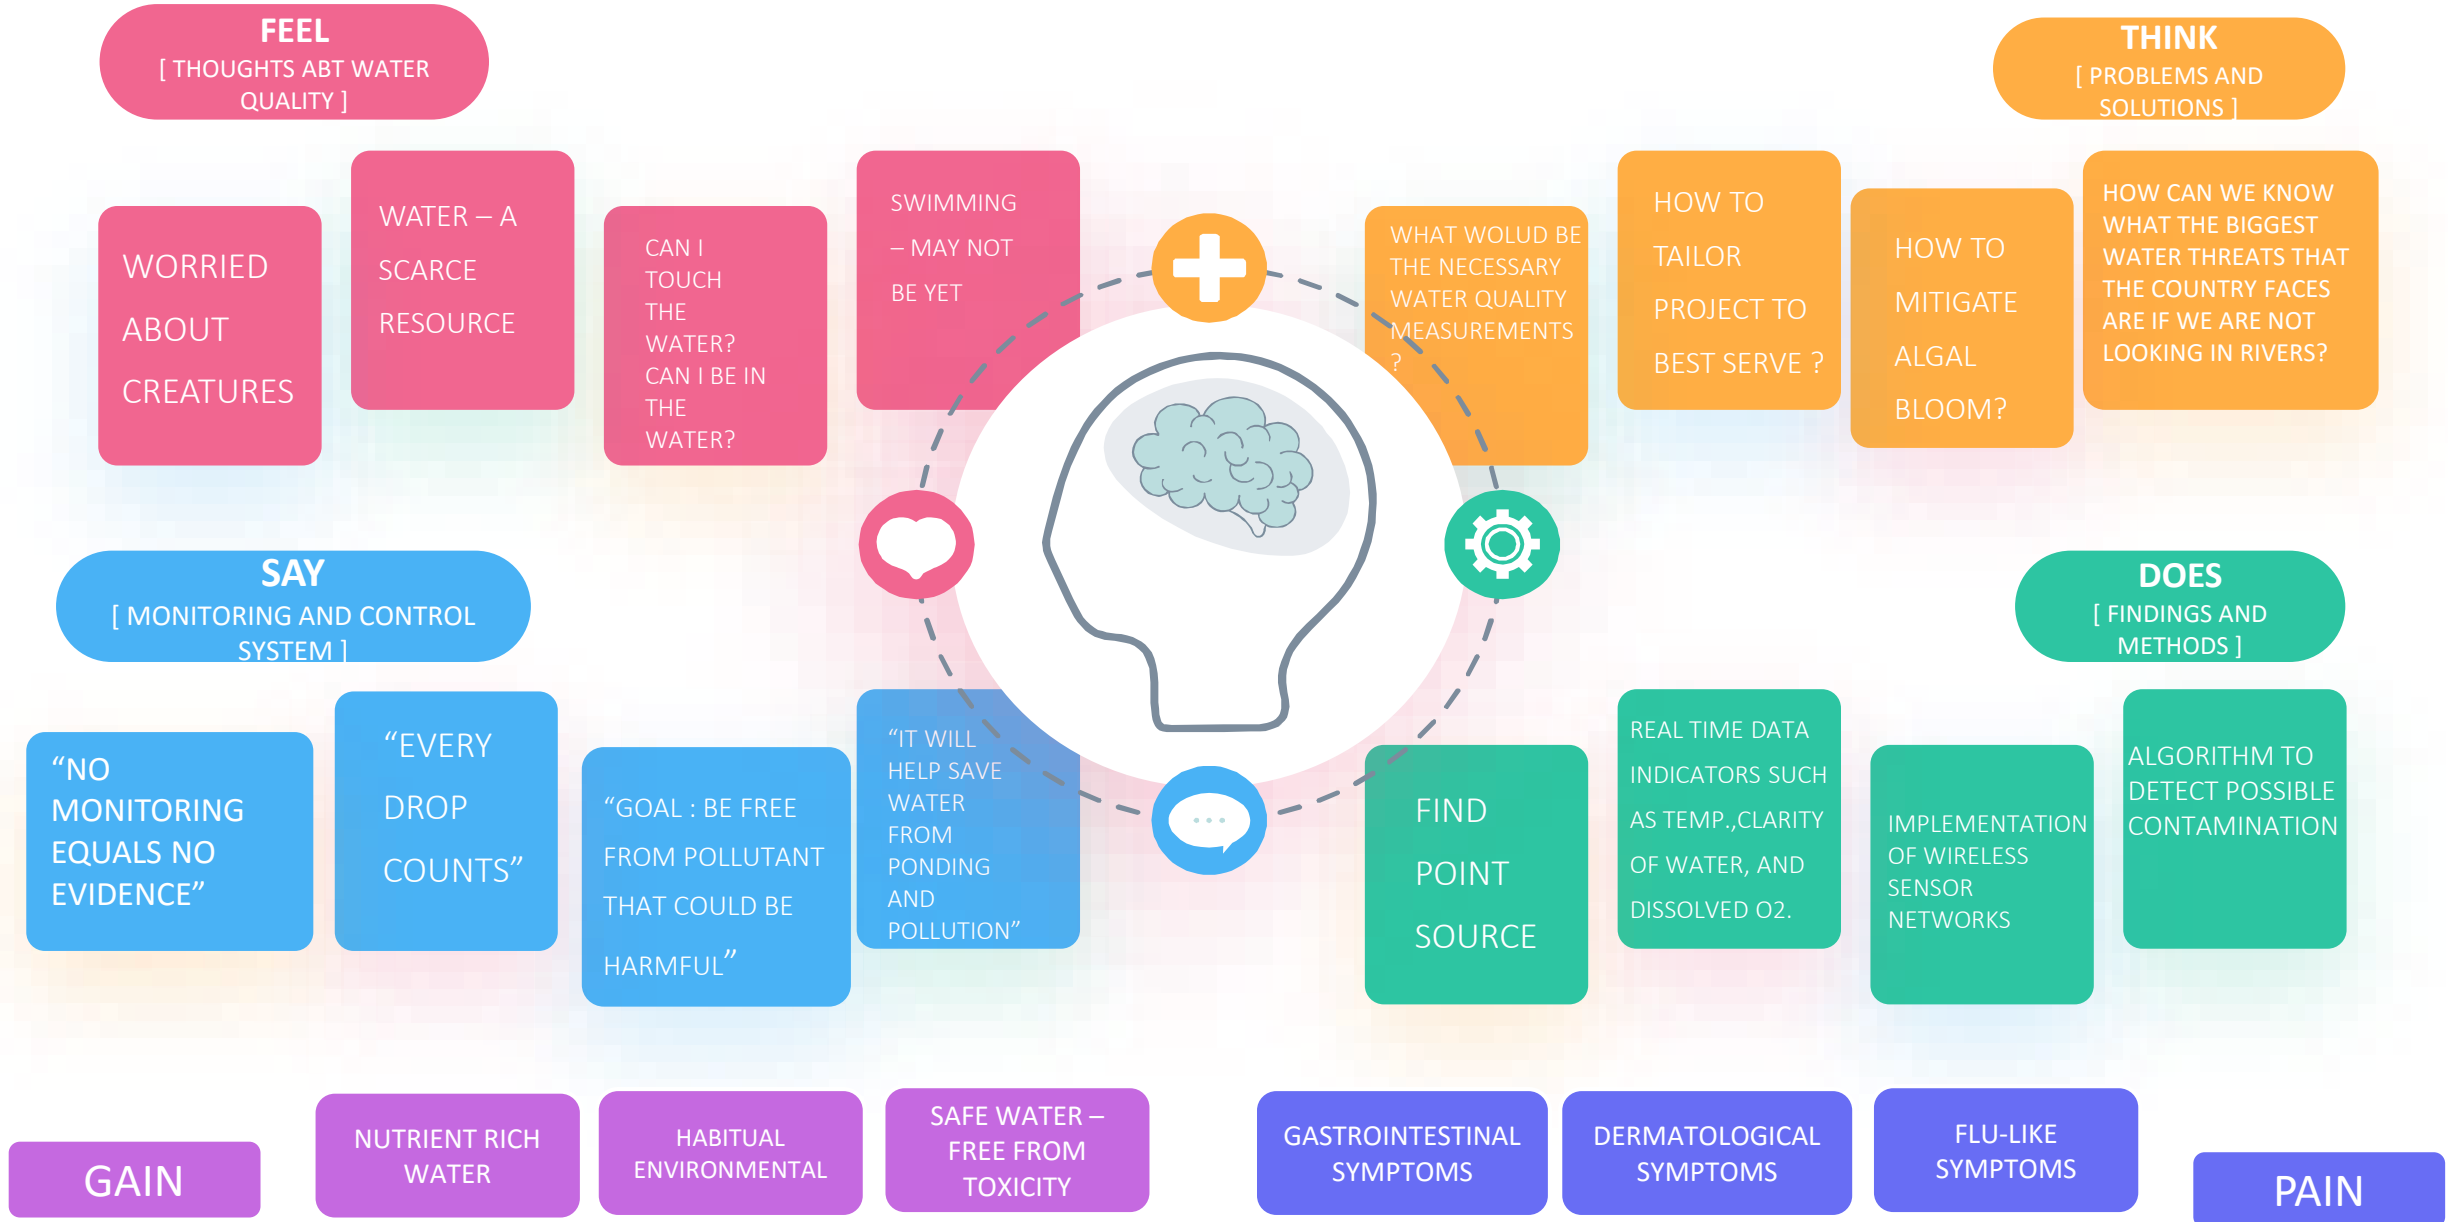 FEEL
[ THOUGHTS ABT WATER
QUALITY ]
THINK
[ PROBLEMS AND
SOLUTIONS ]
WORRIED
ABOUT
CREATURES
WATER – A
SCARCE
RESOURCE
CAN I
TOUCH
THE
WATER?
CAN I BE IN
THE
WATER?
SWIMMING
– MAY NOT
BE YET
WHAT WOLUD BE
THE NECESSARY
WATER QUALITY
MEASUREMENTS
?
HOW TO
TAILOR
PROJECT TO
BEST SERVE ?
HOW TO
MITIGATE
ALGAL
BLOOM?
HOW CAN WE KNOW
WHAT THE BIGGEST
WATER THREATS THAT
THE COUNTRY FACES
ARE IF WE ARE NOT
LOOKING IN RIVERS?
SAY
[ MONITORING AND CONTROL
SYSTEM ]
DOES
[ FINDINGS AND
METHODS ]
“NO
MONITORING
EQUALS NO
EVIDENCE”
“EVERY
DROP
COUNTS”
“GOAL : BE FREE
FROM POLLUTANT
THAT COULD BE
HARMFUL”
“IT WILL
HELP SAVE
WATER
FROM
PONDING
AND
POLLUTION”
FIND
POINT
SOURCE
REAL TIME DATA
INDICATORS SUCH
AS TEMP.,CLARITY
OF WATER, AND
DISSOLVED O2.
IMPLEMENTATION
OF WIRELESS
SENSOR
NETWORKS
ALGORITHM TO
DETECT POSSIBLE
CONTAMINATION
GAIN
NUTRIENT RICH
WATER
HABITUAL
ENVIRONMENTAL
SAFE WATER –
FREE FROM
TOXICITY
GASTROINTESTINAL
SYMPTOMS
DERMATOLOGICAL
SYMPTOMS
FLU-LIKE
SYMPTOMS
PAIN